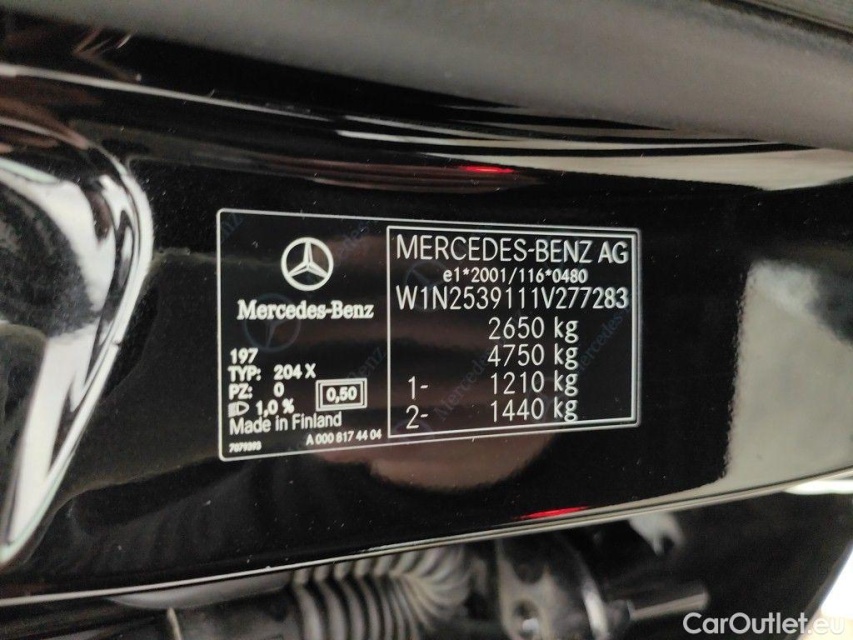 MERCEDES-BENZ AG
e1*2001/116*0480
W1N2539111V277283
2650 kg
4750 kg
1- 1210 kg
2- 1440 kg
Mercedes-Benz
197
TYP: 204 X
PZ: 0
1,0 %
0,50
Made in Finland
7079393
A 000 817 44 04
CarOutlet.eu